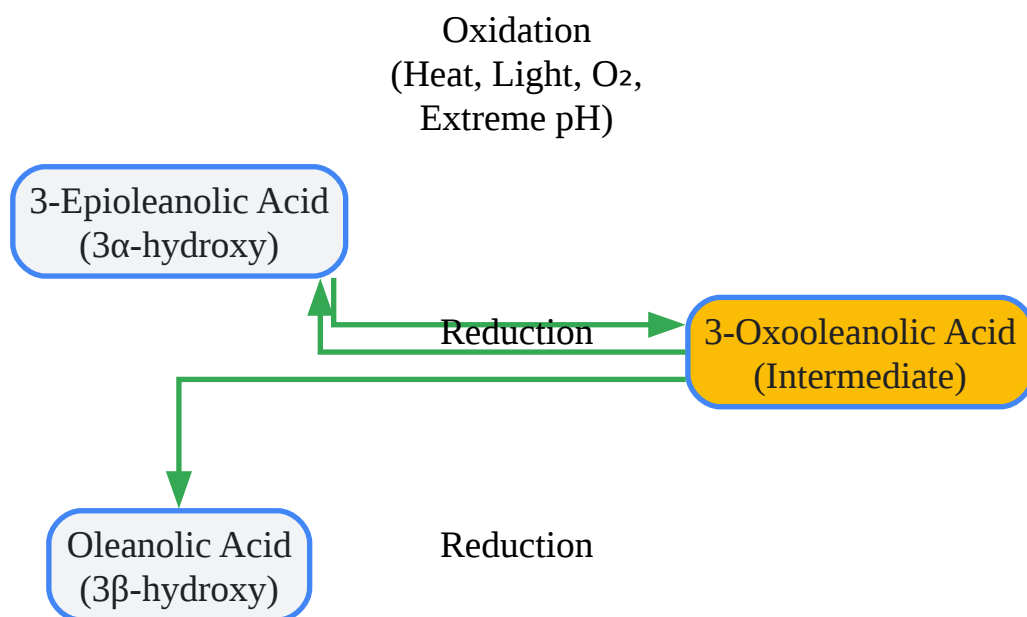 Oxidation
(Heat, Light, O₂,
Extreme pH)
3-Epioleanolic Acid
(3α-hydroxy)
Reduction
3-Oxooleanolic Acid
(Intermediate)
Oleanolic Acid
(3β-hydroxy)
Reduction